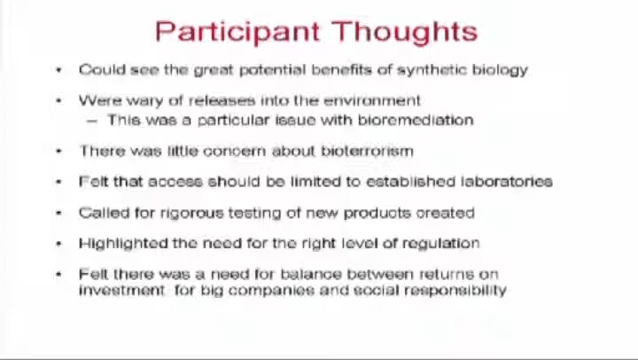 Participant Thoughts
• Could see the great potential benefits of synthetic biology
• Were wary of releases into the environment
– This was a particular issue with bioremediation
• There was little concern about bioterrorism
• Felt that access should be limited to established laboratories
• Called for rigorous testing of new products created
• Highlighted the need for the right level of regulation
• Felt there was a need for balance between returns on
investment for big companies and social responsibility